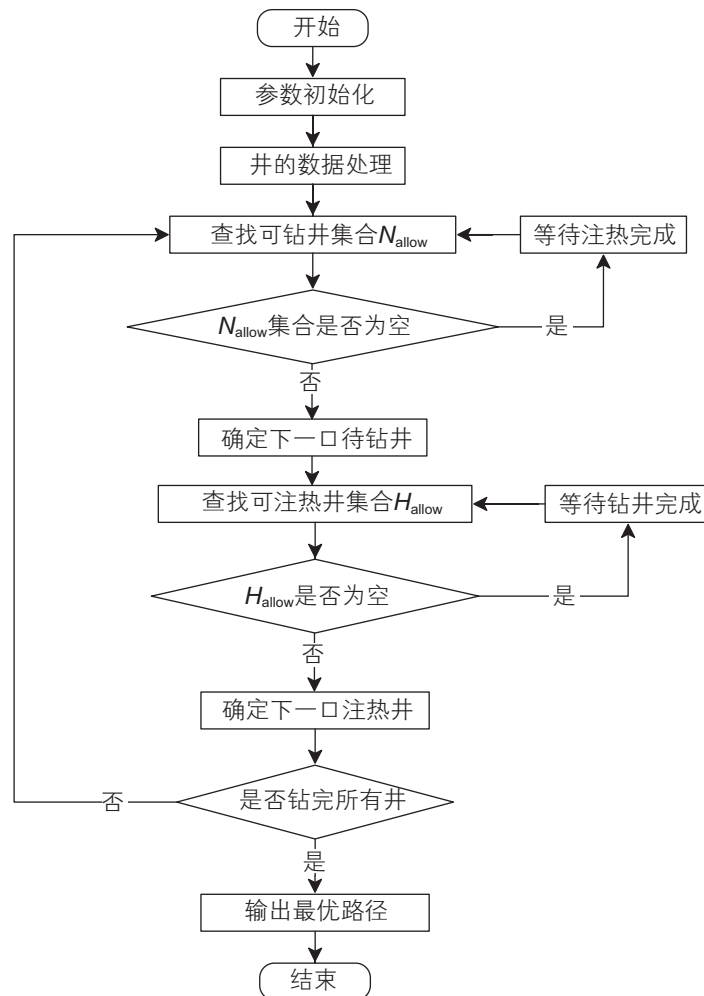 开始
参数初始化
井的数据处理
查找可钻井集合Nallow
等待注热完成
Nallow集合是否为空
是
否
确定下一口待钻井
查找可注热井集合Hallow
等待钻井完成
Hallow是否为空
是
否
确定下一口注热井
是否钻完所有井
否
是
输出最优路径
结束